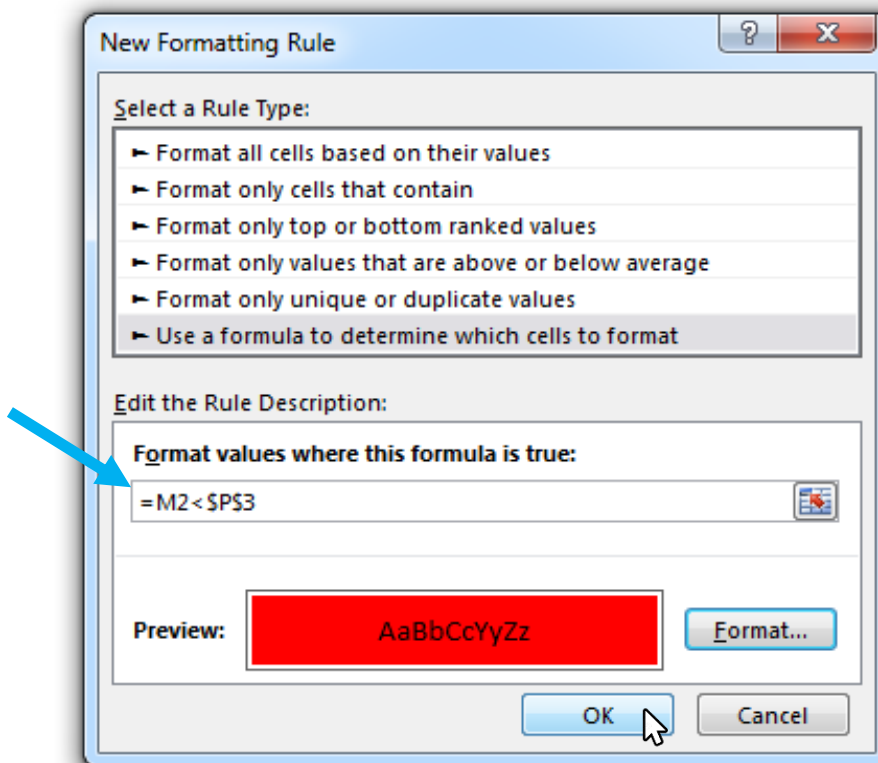 New Formatting Rule
?
Select a Rule Type:
► Format all cells based on their values
► Format only cells that contain
► Format only top or bottom ranked values
► Format only values that are above or below average
► Format only unique or duplicate values
► Use a formula to determine which cells to format
Edit the Rule Description:
Format values where this formula is true:
=M2<$P$3
Preview: AaBbCcYyZz Format...
OK Cancel